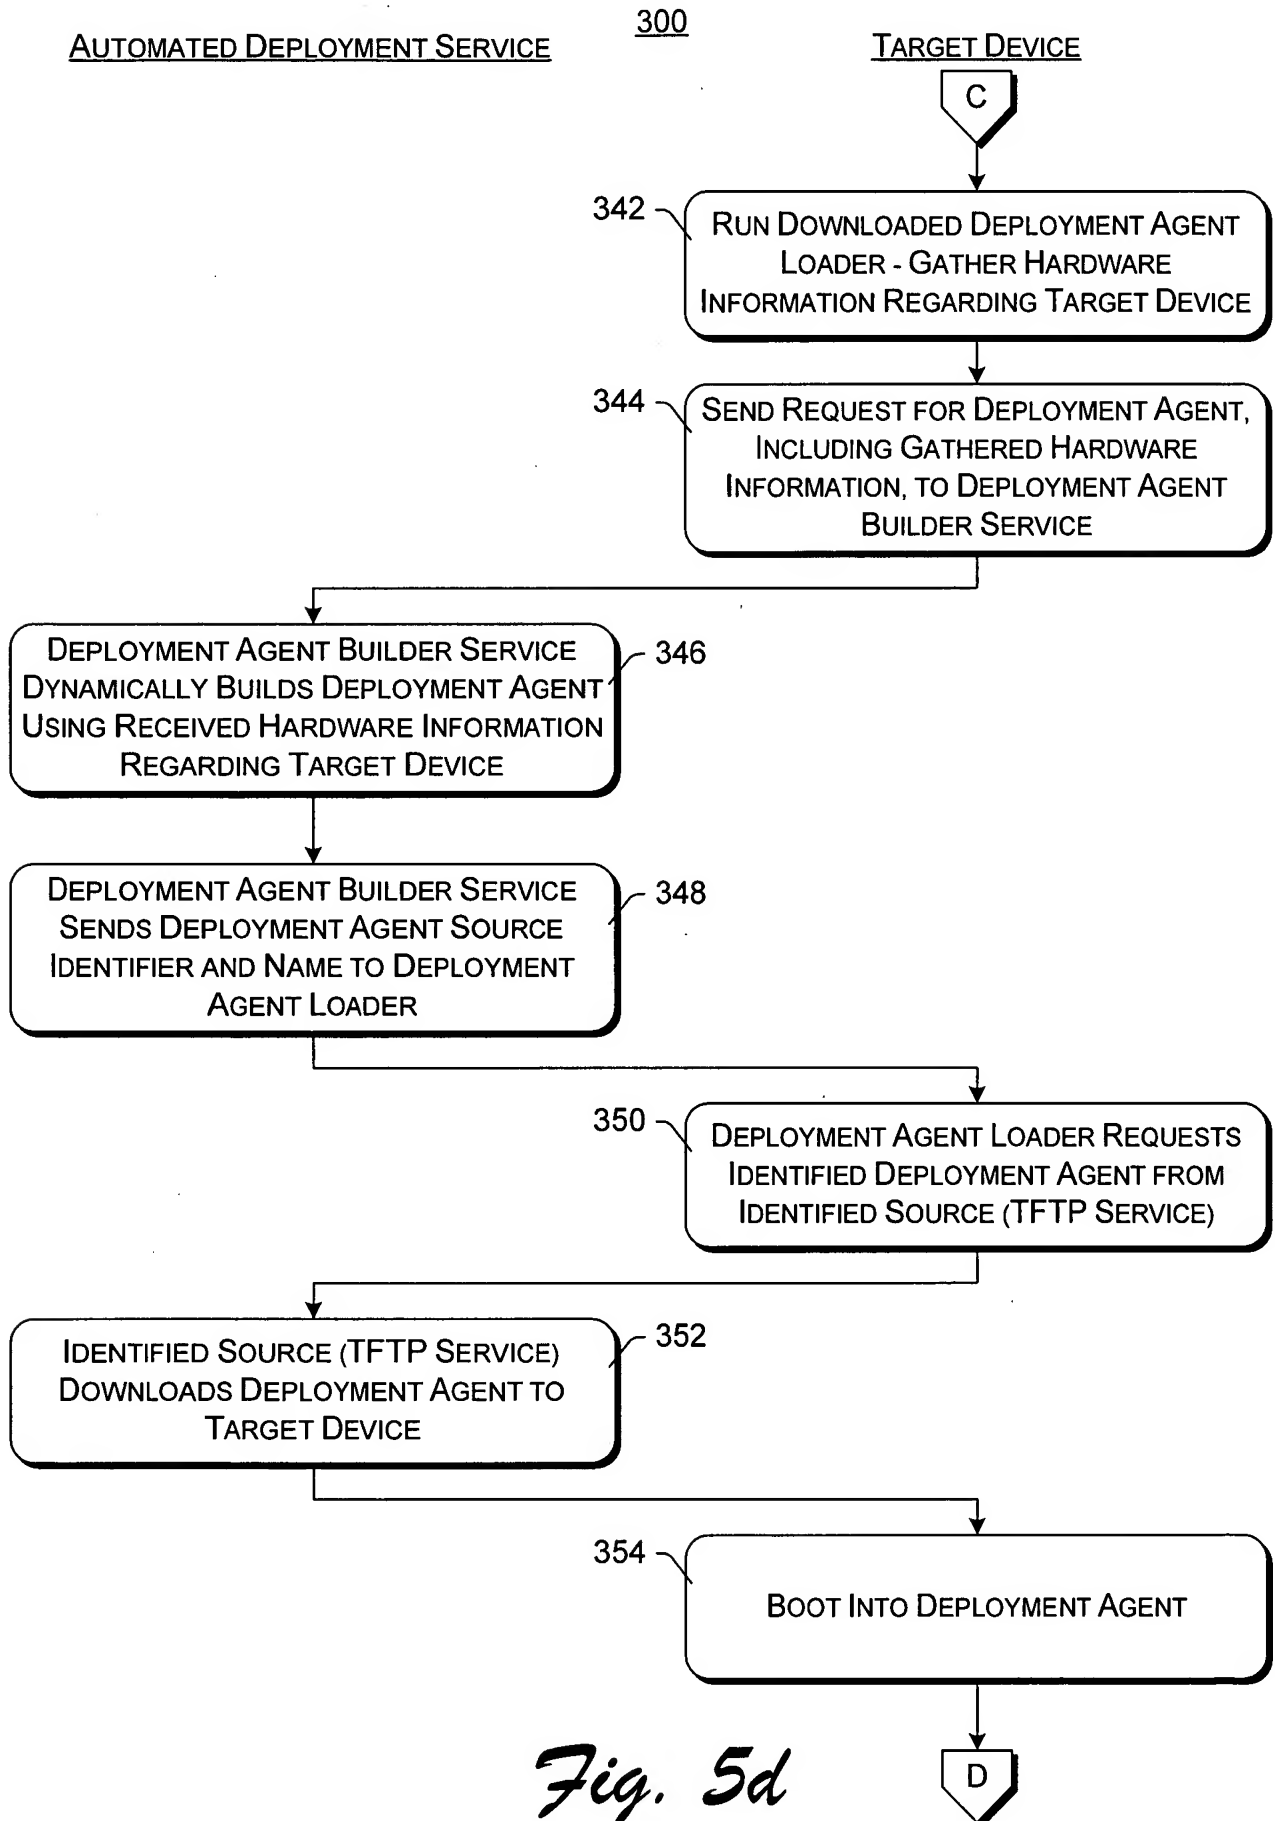 300
AUTOMATED DEPLOYMENT SERVICE
TARGET DEVICE
C
342
RUN DOWNLOADED DEPLOYMENT AGENT
LOADER - GATHER HARDWARE
INFORMATION REGARDING TARGET DEVICE
344
SEND REQUEST FOR DEPLOYMENT AGENT,
INCLUDING GATHERED HARDWARE
INFORMATION, TO DEPLOYMENT AGENT
BUILDER SERVICE
DEPLOYMENT AGENT BUILDER SERVICE
DYNAMICALLY BUILDS DEPLOYMENT AGENT
USING RECEIVED HARDWARE INFORMATION
REGARDING TARGET DEVICE
346
DEPLOYMENT AGENT BUILDER SERVICE
SENDS DEPLOYMENT AGENT SOURCE
IDENTIFIER AND NAME TO DEPLOYMENT
AGENT LOADER
348
350
DEPLOYMENT AGENT LOADER REQUESTS
IDENTIFIED DEPLOYMENT AGENT FROM
IDENTIFIED SOURCE (TFTP SERVICE)
IDENTIFIED SOURCE (TFTP SERVICE)
DOWNLOADS DEPLOYMENT AGENT TO
TARGET DEVICE
352
354
BOOT INTO DEPLOYMENT AGENT
D
Fig. 5d